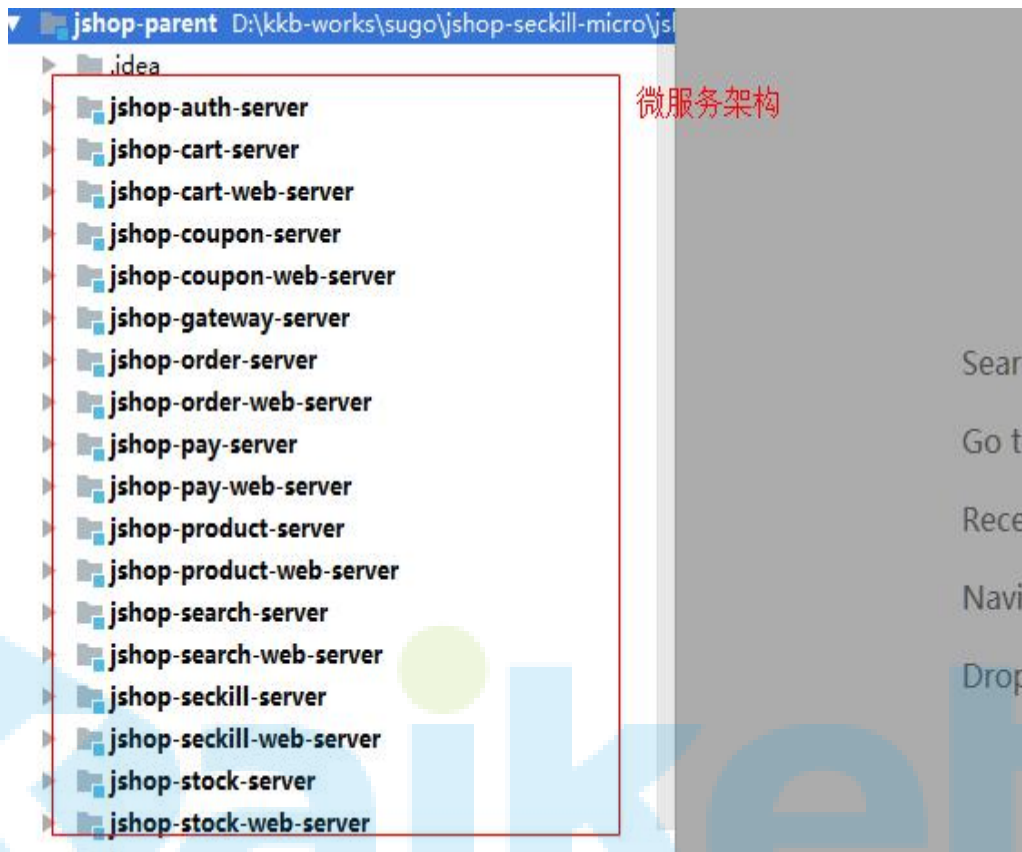 jshop-parent D:\kkb-works\sugo\jshop-seckill-micro\jsl
.idea
微服务架构
jshop-auth-server
jshop-cart-server
jshop-cart-web-server
jshop-coupon-server
jshop-coupon-web-server
jshop-gateway-server
jshop-order-server
jshop-order-web-server
jshop-pay-server
jshop-pay-web-server
jshop-product-server
jshop-product-web-server
jshop-search-server
jshop-search-web-server
jshop-seckill-server
jshop-seckill-web-server
jshop-stock-server
jshop-stock-web-server
Sear
Go t
Rece
Navi
Drop
aikeb